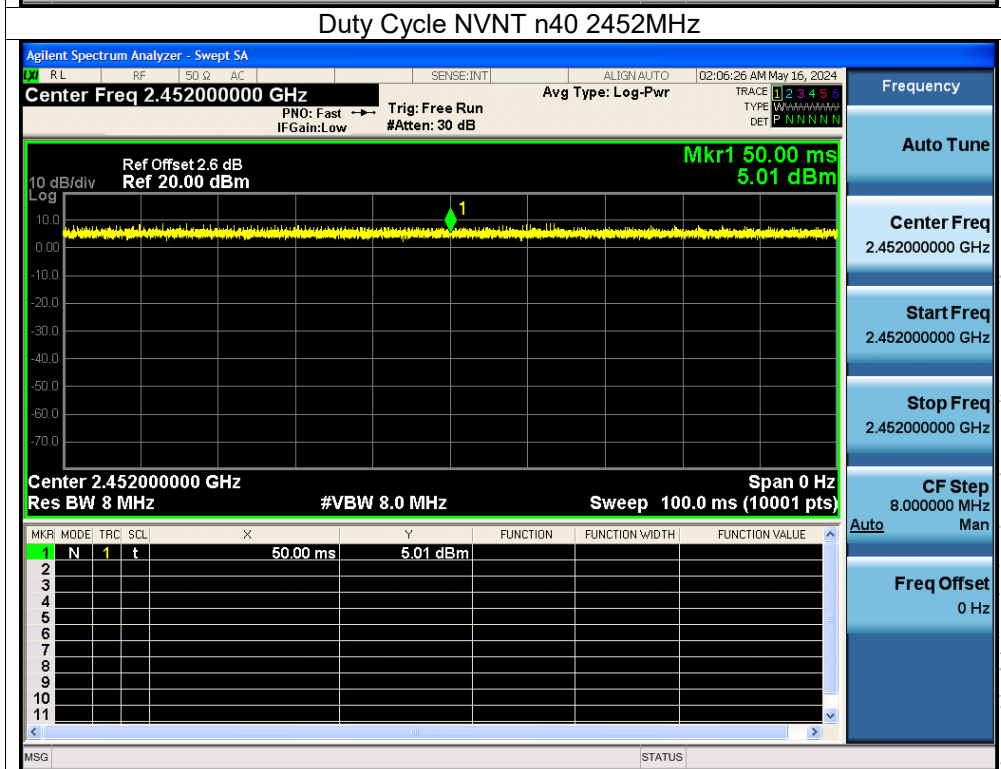 Duty Cycle NVNT n40 2452MHz
Agilent Spectrum Analyzer - Swept SA
LXI RL RF 50 Ω AC SENSE:INT ALIGN AUTO 02:06:26 AM May 16, 2024
Center Freq 2.452000000 GHz
PNO: Fast
IFGain:Low
Trig: Free Run
#Atten: 30 dB
Avg Type: Log-Pwr
TRACE 1 2 3 4 5 6
TYPE WWWWWW
DET P N N N N N
Ref Offset 2.6 dB
Ref 20.00 dBm
10 dB/div
Log
Mkr1 50.00 ms
5.01 dBm
1
10.0
0.00
-10.0
-20.0
-30.0
-40.0
-50.0
-60.0
-70.0
Center 2.452000000 GHz Span 0 Hz
Res BW 8 MHz #VBW 8.0 MHz Sweep 100.0 ms (10001 pts)
MKR MODE TRC SCL X Y FUNCTION FUNCTION WIDTH FUNCTION VALUE
1 N 1 t 50.00 ms 5.01 dBm
2
3
4
5
6
7
8
9
10
11
MSG STATUS
Frequency
Auto Tune
Center Freq
2.452000000 GHz
Start Freq
2.452000000 GHz
Stop Freq
2.452000000 GHz
CF Step
8.000000 MHz
Auto Man
Freq Offset
0 Hz